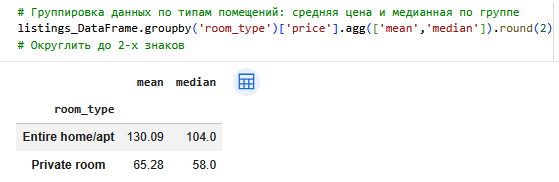 # Группировка данных по типам помещений: средняя цена и медианная по группе
listings_DataFrame.groupby('room_type')['price'].agg(['mean','median']).round(2)
# Округлить до 2-х знаков
mean median
room_type
Entire home/apt 130.09 104.0
Private room 65.28 58.0